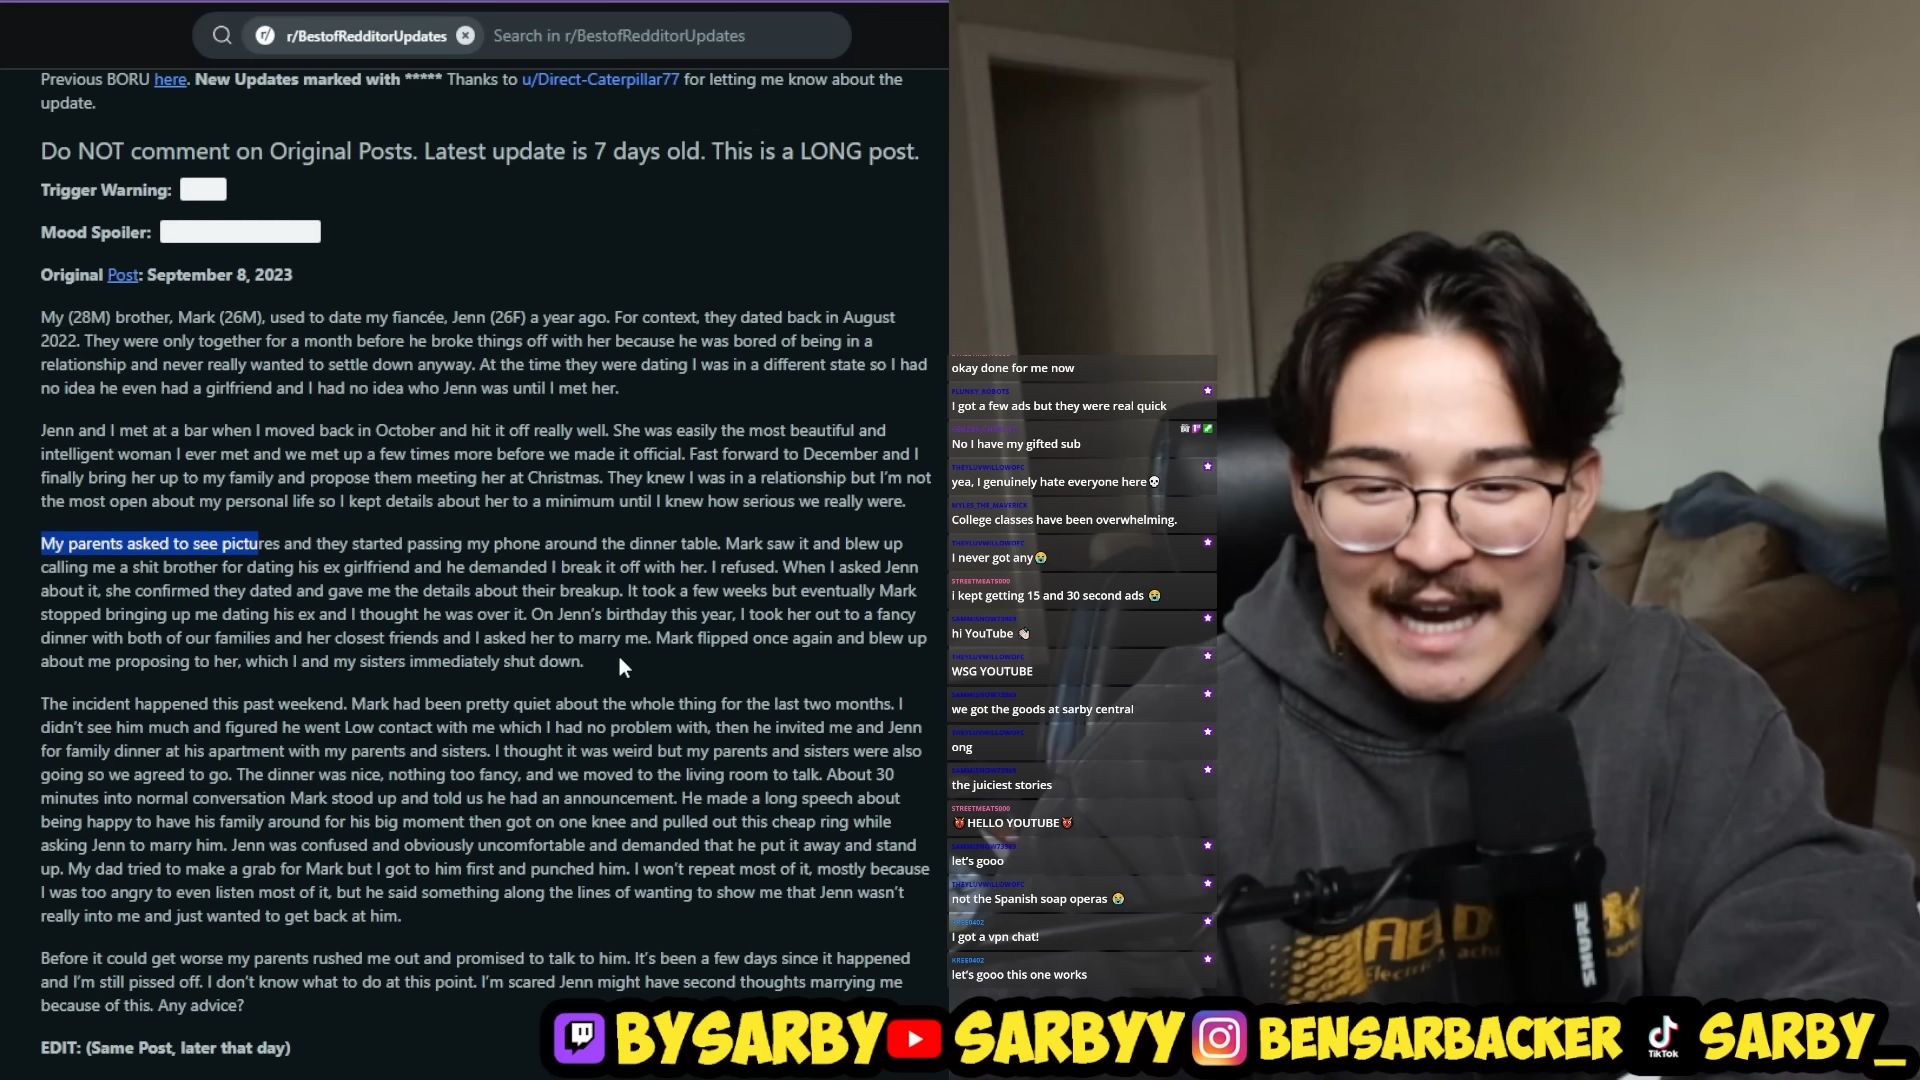 r/BestofRedditorUpdates
Search in r/BestofRedditorUpdates
Previous BORU here. New Updates marked with ***** Thanks to u/Direct-Caterpillar77 for letting me know about the
update.
Do NOT comment on Original Posts. Latest update is 7 days old. This is a LONG post.
Trigger Warning:
Mood Spoiler:
Original Post: September 8, 2023
My (28M) brother, Mark (26M), used to date my fiancée, Jenn (26F) a year ago. For context, they dated back in August
2022. They were only together for a month before he broke things off with her because he was bored of being in a
relationship and never really wanted to settle down anyway. At the time they were dating I was in a different state so I had
no idea he even had a girlfriend and I had no idea who Jenn was until I met her.
Jenn and I met at a bar when I moved back in October and hit it off really well. She was easily the most beautiful and
intelligent woman I ever met and we met up a few times more before we made it official. Fast forward to December and I
finally bring her up to my family and propose them meeting her at Christmas. They knew I was in a relationship but I'm not
the most open about my personal life so I kept details about her to a minimum until I knew how serious we really were.
My parents asked to see pictures and they started passing my phone around the dinner table. Mark saw it and blew up
calling me a shit brother for dating his ex girlfriend and he demanded I break it off with her. I refused. When I asked Jenn
about it, she confirmed they dated and gave me the details about their breakup. It took a few weeks but eventually Mark
stopped bringing up me dating his ex and I thought he was over it. On Jenn's birthday this year, I took her out to a fancy
dinner with both of our families and her closest friends and I asked her to marry me. Mark flipped once again and blew up
about me proposing to her, which I and my sisters immediately shut down.
The incident happened this past weekend. Mark had been pretty quiet about the whole thing for the last two months. I
didn't see him much and figured he went Low contact with me which I had no problem with, then he invited me and Jenn
for family dinner at his apartment with my parents and sisters. I thought it was weird but my parents and sisters were also
going so we agreed to go. The dinner was nice, nothing too fancy, and we moved to the living room to talk. About 30
minutes into normal conversation Mark stood up and told us he had an announcement. He made a long speech about
being happy to have his family around for his big moment then got on one knee and pulled out this cheap ring while
asking Jenn to marry him. Jenn was confused and obviously uncomfortable and demanded that he put it away and stand
up. My dad tried to make a grab for Mark but I got to him first and punched him. I won't repeat most of it, mostly because
I was too angry to even listen most of it, but he said something along the lines of wanting to show me that Jenn wasn't
really into me and just wanted to get back at him.
Before it could get worse my parents rushed me out and promised to talk to him. It's been a few days since it happened
and I'm still pissed off. I don't know what to do at this point. I'm scared Jenn might have second thoughts marrying me
because of this. Any advice?
EDIT: (Same Post, later that day)
okay done for me now
FLUNKY_ROBOTS
I got a few ads but they were real quick
No I have my gifted sub
THEYLUVWILLOWOFC
yea, I genuinely hate everyone here💀
MYLES_THE_MAVERICK
College classes have been overwhelming.
THEYLUVWILLOWOFC
I never got any😭
STREETMEAT5000
i kept getting 15 and 30 second ads 😭
SAMMISNOW73989
hi YouTube 👏🏻
THEYLUVWILLOWOFC
WSG YOUTUBE
SAMMISNOW73989
we got the goods at sarby central
THEYLUVWILLOWOFC
ong
SAMMISNOW73989
the juiciest stories
STREETMEAT5000
👹 HELLO YOUTUBE 👹
SAMMISNOW73989
let's gooo
THEYLUVWILLOWOFC
not the Spanish soap operas 😭
KREE0402
I got a vpn chat!
KREE0402
let's gooo this one works
SHURE
BYSARBY
SARBYY
BENSARBACKER
TikTok
SARBY_